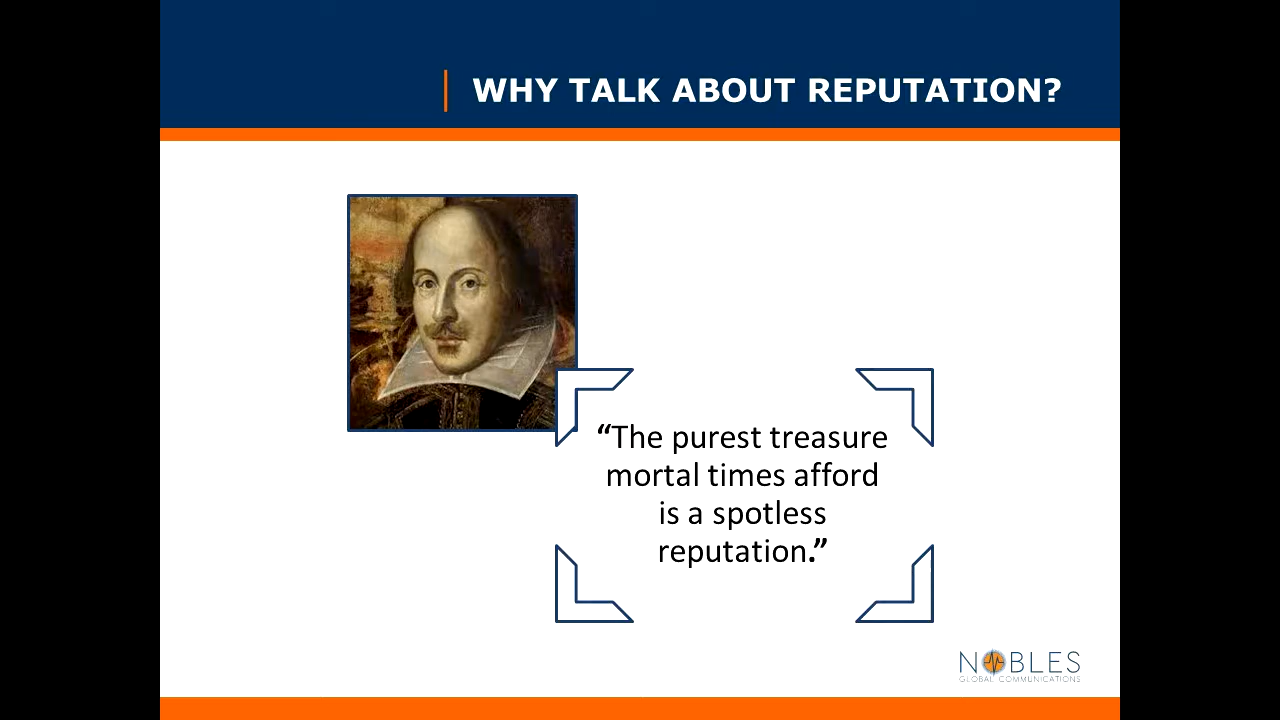 WHY TALK ABOUT REPUTATION?
“The purest treasure
mortal times afford
is a spotless
reputation.”
NOBLES
GLOBAL COMMUNICATIONS